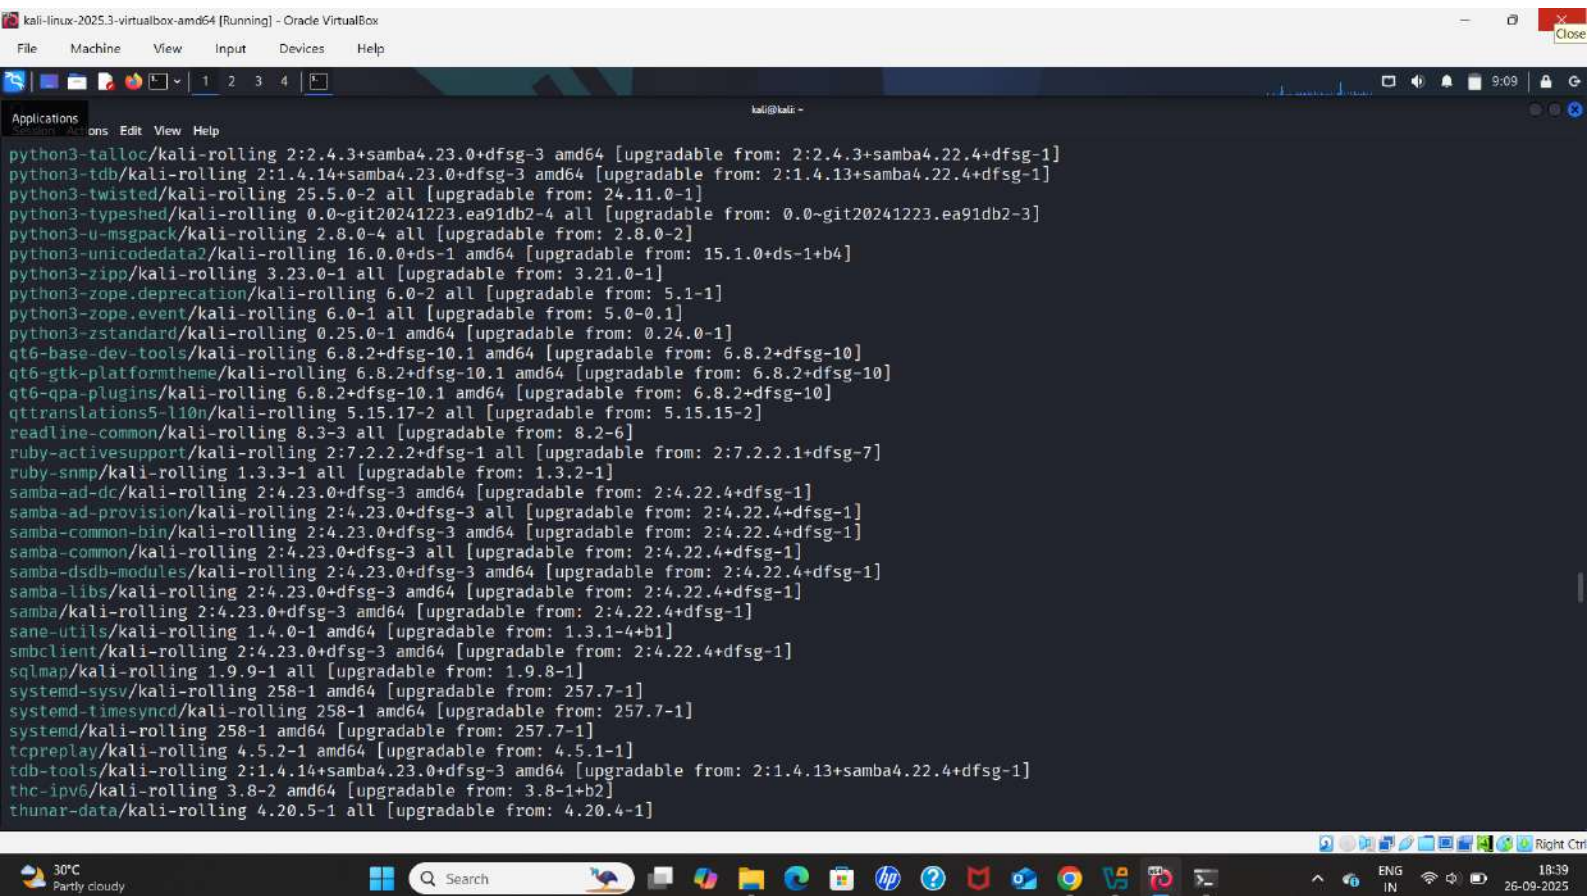 kali-linux-2025.3-virtualbox-amd64 [Running] - Oracle VirtualBox
Close
File Machine View Input Devices Help
1 2 3 4
9:09
kali@kali: ~
Applications
Session Actions Edit View Help
python3-talloc/kali-rolling 2:2.4.3+samba4.23.0+dfsg-3 amd64 [upgradable from: 2:2.4.3+samba4.22.4+dfsg-1]
python3-tdb/kali-rolling 2:1.4.14+samba4.23.0+dfsg-3 amd64 [upgradable from: 2:1.4.13+samba4.22.4+dfsg-1]
python3-twisted/kali-rolling 25.5.0-2 all [upgradable from: 24.11.0-1]
python3-typeshed/kali-rolling 0.0~git20241223.ea91db2-4 all [upgradable from: 0.0~git20241223.ea91db2-3]
python3-u-msgpack/kali-rolling 2.8.0-4 all [upgradable from: 2.8.0-2]
python3-unicodedata2/kali-rolling 16.0.0+ds-1 amd64 [upgradable from: 15.1.0+ds-1+b4]
python3-zipp/kali-rolling 3.23.0-1 all [upgradable from: 3.21.0-1]
python3-zope.deprecation/kali-rolling 6.0-2 all [upgradable from: 5.1-1]
python3-zope.event/kali-rolling 6.0-1 all [upgradable from: 5.0-0.1]
python3-zstandard/kali-rolling 0.25.0-1 amd64 [upgradable from: 0.24.0-1]
qt6-base-dev-tools/kali-rolling 6.8.2+dfsg-10.1 amd64 [upgradable from: 6.8.2+dfsg-10]
qt6-gtk-platformtheme/kali-rolling 6.8.2+dfsg-10.1 amd64 [upgradable from: 6.8.2+dfsg-10]
qt6-qpa-plugins/kali-rolling 6.8.2+dfsg-10.1 amd64 [upgradable from: 6.8.2+dfsg-10]
qttranslations5-l10n/kali-rolling 5.15.17-2 all [upgradable from: 5.15.15-2]
readline-common/kali-rolling 8.3-3 all [upgradable from: 8.2-6]
ruby-activesupport/kali-rolling 2:7.2.2.2+dfsg-1 all [upgradable from: 2:7.2.2.1+dfsg-7]
ruby-snmp/kali-rolling 1.3.3-1 all [upgradable from: 1.3.2-1]
samba-ad-dc/kali-rolling 2:4.23.0+dfsg-3 amd64 [upgradable from: 2:4.22.4+dfsg-1]
samba-ad-provision/kali-rolling 2:4.23.0+dfsg-3 all [upgradable from: 2:4.22.4+dfsg-1]
samba-common-bin/kali-rolling 2:4.23.0+dfsg-3 amd64 [upgradable from: 2:4.22.4+dfsg-1]
samba-common/kali-rolling 2:4.23.0+dfsg-3 all [upgradable from: 2:4.22.4+dfsg-1]
samba-dsdb-modules/kali-rolling 2:4.23.0+dfsg-3 amd64 [upgradable from: 2:4.22.4+dfsg-1]
samba-libs/kali-rolling 2:4.23.0+dfsg-3 amd64 [upgradable from: 2:4.22.4+dfsg-1]
samba/kali-rolling 2:4.23.0+dfsg-3 amd64 [upgradable from: 2:4.22.4+dfsg-1]
sane-utils/kali-rolling 1.4.0-1 amd64 [upgradable from: 1.3.1-4+b1]
smbclient/kali-rolling 2:4.23.0+dfsg-3 amd64 [upgradable from: 2:4.22.4+dfsg-1]
sqlmap/kali-rolling 1.9.9-1 all [upgradable from: 1.9.8-1]
systemd-sysv/kali-rolling 258-1 amd64 [upgradable from: 257.7-1]
systemd-timesyncd/kali-rolling 258-1 amd64 [upgradable from: 257.7-1]
systemd/kali-rolling 258-1 amd64 [upgradable from: 257.7-1]
tcpreplay/kali-rolling 4.5.2-1 amd64 [upgradable from: 4.5.1-1]
tdb-tools/kali-rolling 2:1.4.14+samba4.23.0+dfsg-3 amd64 [upgradable from: 2:1.4.13+samba4.22.4+dfsg-1]
thc-ipv6/kali-rolling 3.8-2 amd64 [upgradable from: 3.8-1+b2]
thunar-data/kali-rolling 4.20.5-1 all [upgradable from: 4.20.4-1]
Right Ctrl
30°C
Partly cloudy
Search
hp
ENG
IN
18:39
26-09-2025